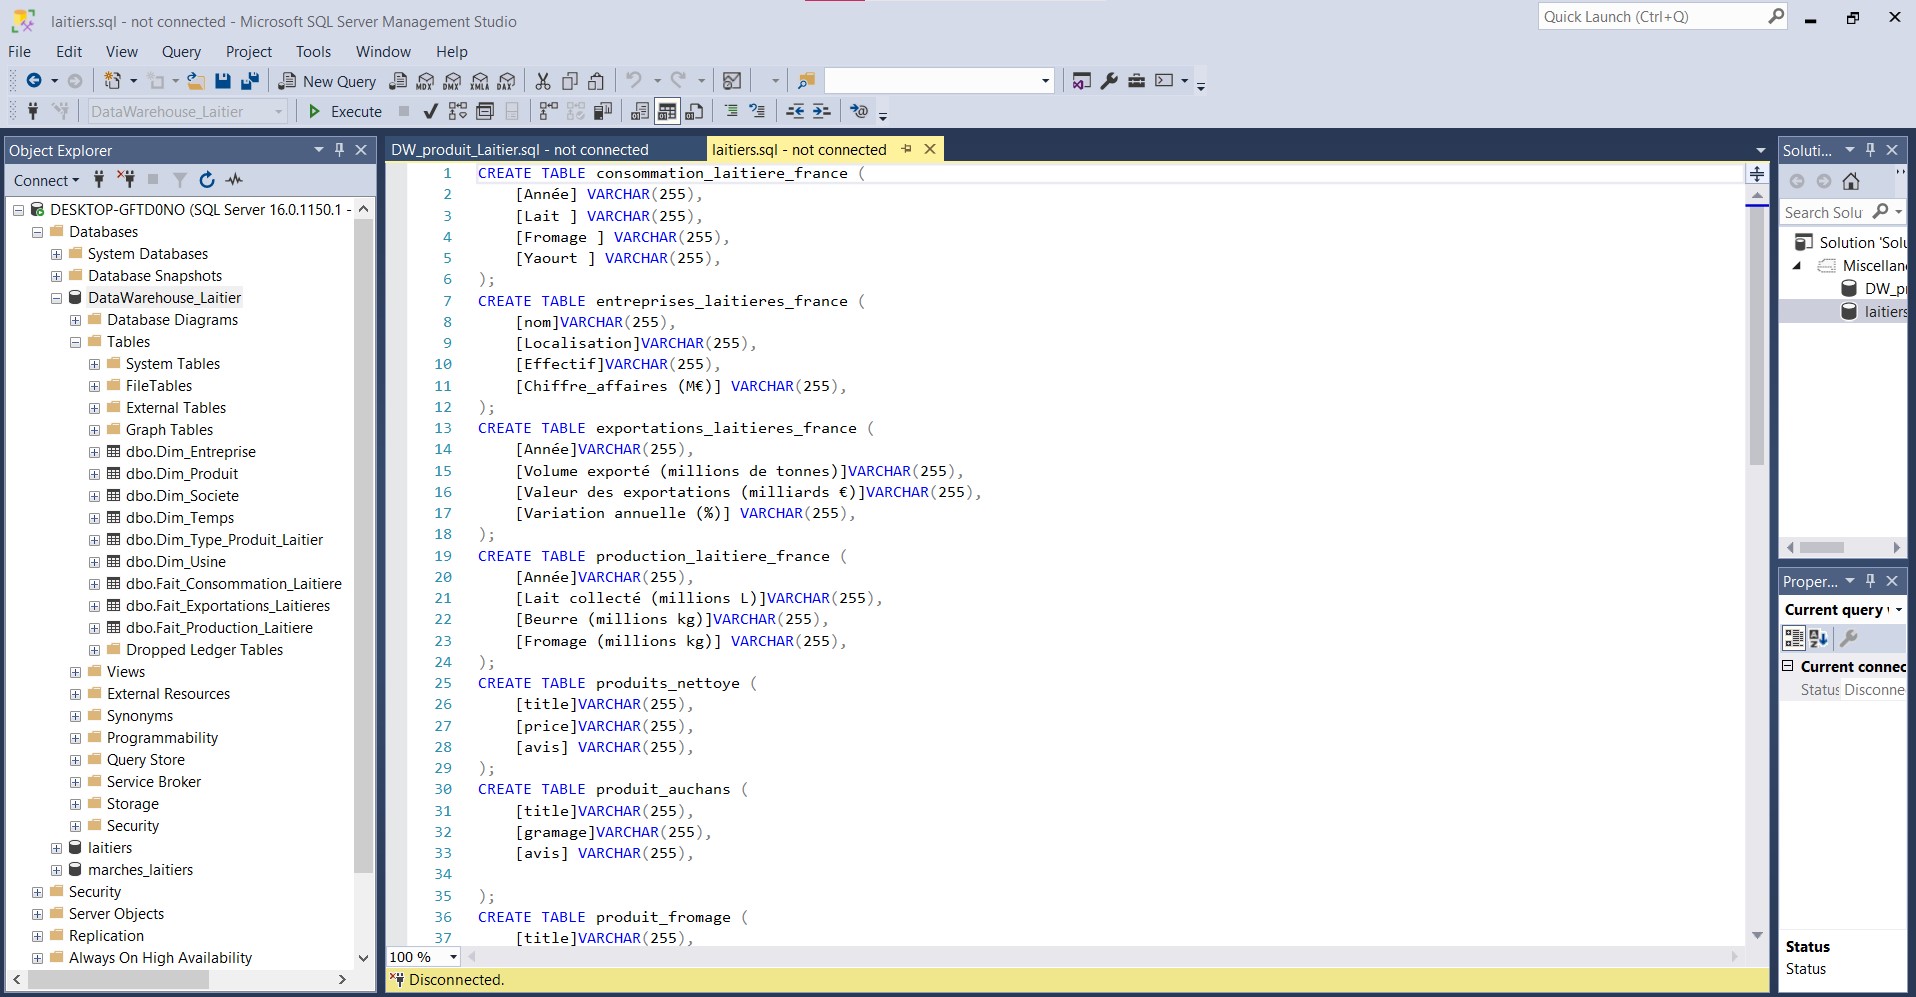 laitiers.sql - not connected - Microsoft SQL Server Management Studio
Quick Launch (Ctrl+Q)
File Edit View Query Project Tools Window Help
New Query MDX DMX XMLA DAX
DataWarehouse_Laitier Execute
Object Explorer
Connect
DESKTOP-GFTD0NO (SQL Server 16.0.1150.1 -
Databases
System Databases
Database Snapshots
DataWarehouse_Laitier
Database Diagrams
Tables
System Tables
FileTables
External Tables
Graph Tables
dbo.Dim_Entreprise
dbo.Dim_Produit
dbo.Dim_Societe
dbo.Dim_Temps
dbo.Dim_Type_Produit_Laitier
dbo.Dim_Usine
dbo.Fait_Consommation_Laitiere
dbo.Fait_Exportations_Laitieres
dbo.Fait_Production_Laitiere
Dropped Ledger Tables
Views
External Resources
Synonyms
Programmability
Query Store
Service Broker
Storage
Security
laitiers
marches_laitiers
Security
Server Objects
Replication
Always On High Availability
DW_produit_Laitier.sql - not connected laitiers.sql - not connected
1 CREATE TABLE consommation_laitiere_france (
2 [Année] VARCHAR(255),
3 [Lait ] VARCHAR(255),
4 [Fromage ] VARCHAR(255),
5 [Yaourt ] VARCHAR(255),
6 );
7 CREATE TABLE entreprises_laitieres_france (
8 [nom]VARCHAR(255),
9 [Localisation]VARCHAR(255),
10 [Effectif]VARCHAR(255),
11 [Chiffre_affaires (M€)] VARCHAR(255),
12 );
13 CREATE TABLE exportations_laitieres_france (
14 [Année]VARCHAR(255),
15 [Volume exporté (millions de tonnes)]VARCHAR(255),
16 [Valeur des exportations (milliards €)]VARCHAR(255),
17 [Variation annuelle (%)] VARCHAR(255),
18 );
19 CREATE TABLE production_laitiere_france (
20 [Année]VARCHAR(255),
21 [Lait collecté (millions L)]VARCHAR(255),
22 [Beurre (millions kg)]VARCHAR(255),
23 [Fromage (millions kg)] VARCHAR(255),
24 );
25 CREATE TABLE produits_nettoye (
26 [title]VARCHAR(255),
27 [price]VARCHAR(255),
28 [avis] VARCHAR(255),
29 );
30 CREATE TABLE produit_auchans (
31 [title]VARCHAR(255),
32 [gramage]VARCHAR(255),
33 [avis] VARCHAR(255),
34
35 );
36 CREATE TABLE produit_fromage (
37 [title]VARCHAR(255),
100 %
Disconnected.
Soluti...
Search Solu
Solution 'Solu
Miscellan
DW_p
laitiers
Proper...
Current query
Current connec
Status Disconne
Status
Status